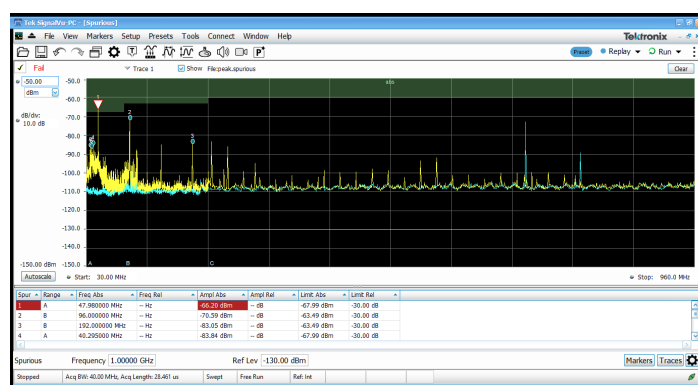 Tek SignalVu-PC - [Spurious]
File View Markers Setup Presets Tools Connect Window Help
Tektronix
Preset Replay Run
Fail Trace 1 Show File:peak.spurious Clear
-50.00
dBm
dB/div:
10.0 dB
-50.0
abs
-60.0
1
-70.0
2
-80.0
3
-90.0
-100.0
-110.0
-120.0
-130.0
-140.0
-150.00 dBm -150.0 A B C
Autoscale Start: 30.00 MHz Stop: 960.0 MHz
Spur Range Freq Abs Freq Rel Ampl Abs Ampl Rel Limit Abs Limit Rel
1 A 47.980000 MHz -- Hz -66.20 dBm -- dB -67.99 dBm -30.00 dB
2 B 96.000000 MHz -- Hz -70.59 dBm -- dB -63.49 dBm -30.00 dB
3 B 192.000000 MHz -- Hz -83.05 dBm -- dB -63.49 dBm -30.00 dB
4 A 40.295000 MHz -- Hz -83.84 dBm -- dB -67.99 dBm -30.00 dB
Spurious Frequency 1.00000 GHz Ref Lev -130.00 dBm Markers Traces
Stopped Acq BW: 40.00 MHz, Acq Length: 28.461 us Swept Free Run Ref: Int